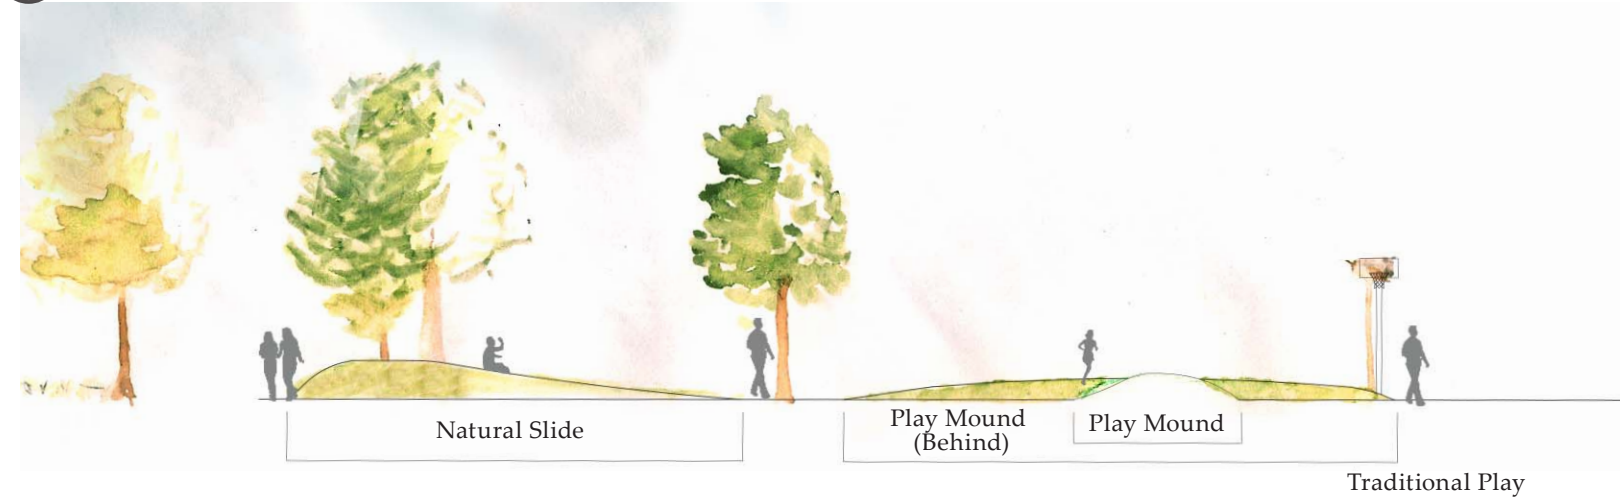 Natural Slide
Play Mound
(Behind)
Play Mound
Traditional Play